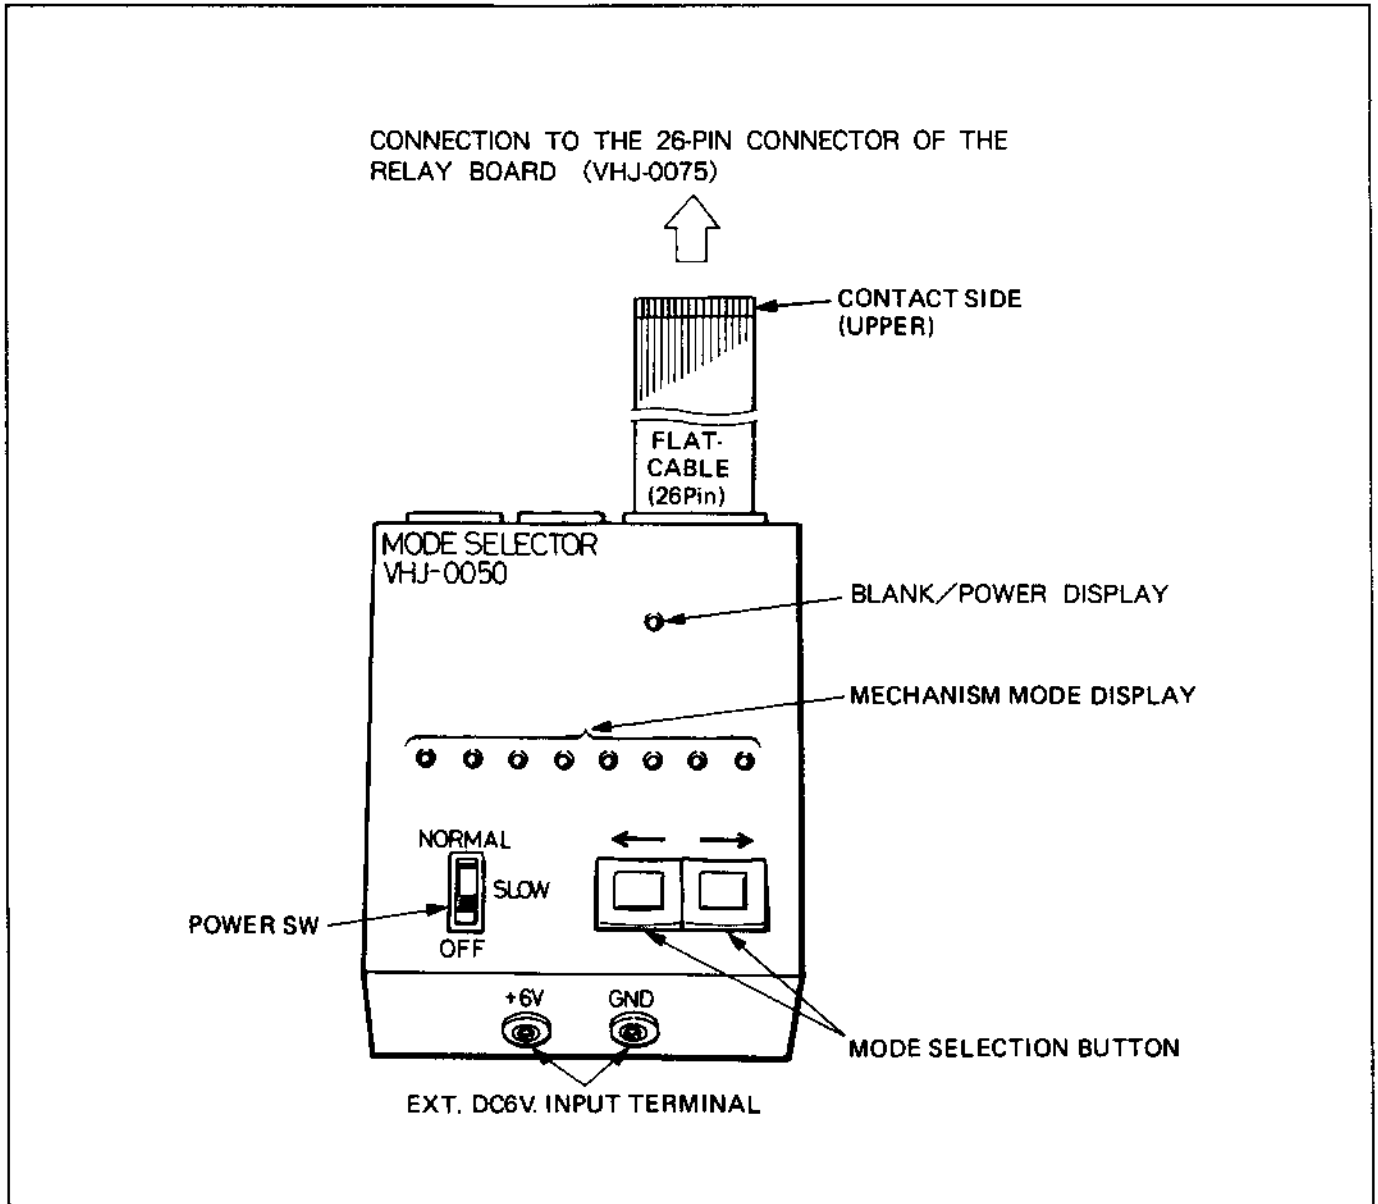 CONNECTION TO THE 26-PIN CONNECTOR OF THE
RELAY BOARD (VHJ-0075)
CONTACT SIDE
(UPPER)
FLAT-
CABLE
(26Pin)
MODE SELECTOR
VHJ-0050
BLANK/POWER DISPLAY
MECHANISM MODE DISPLAY
NORMAL
SLOW
POWER SW
OFF
+6V GND
MODE SELECTION BUTTON
EXT. DC6V. INPUT TERMINAL